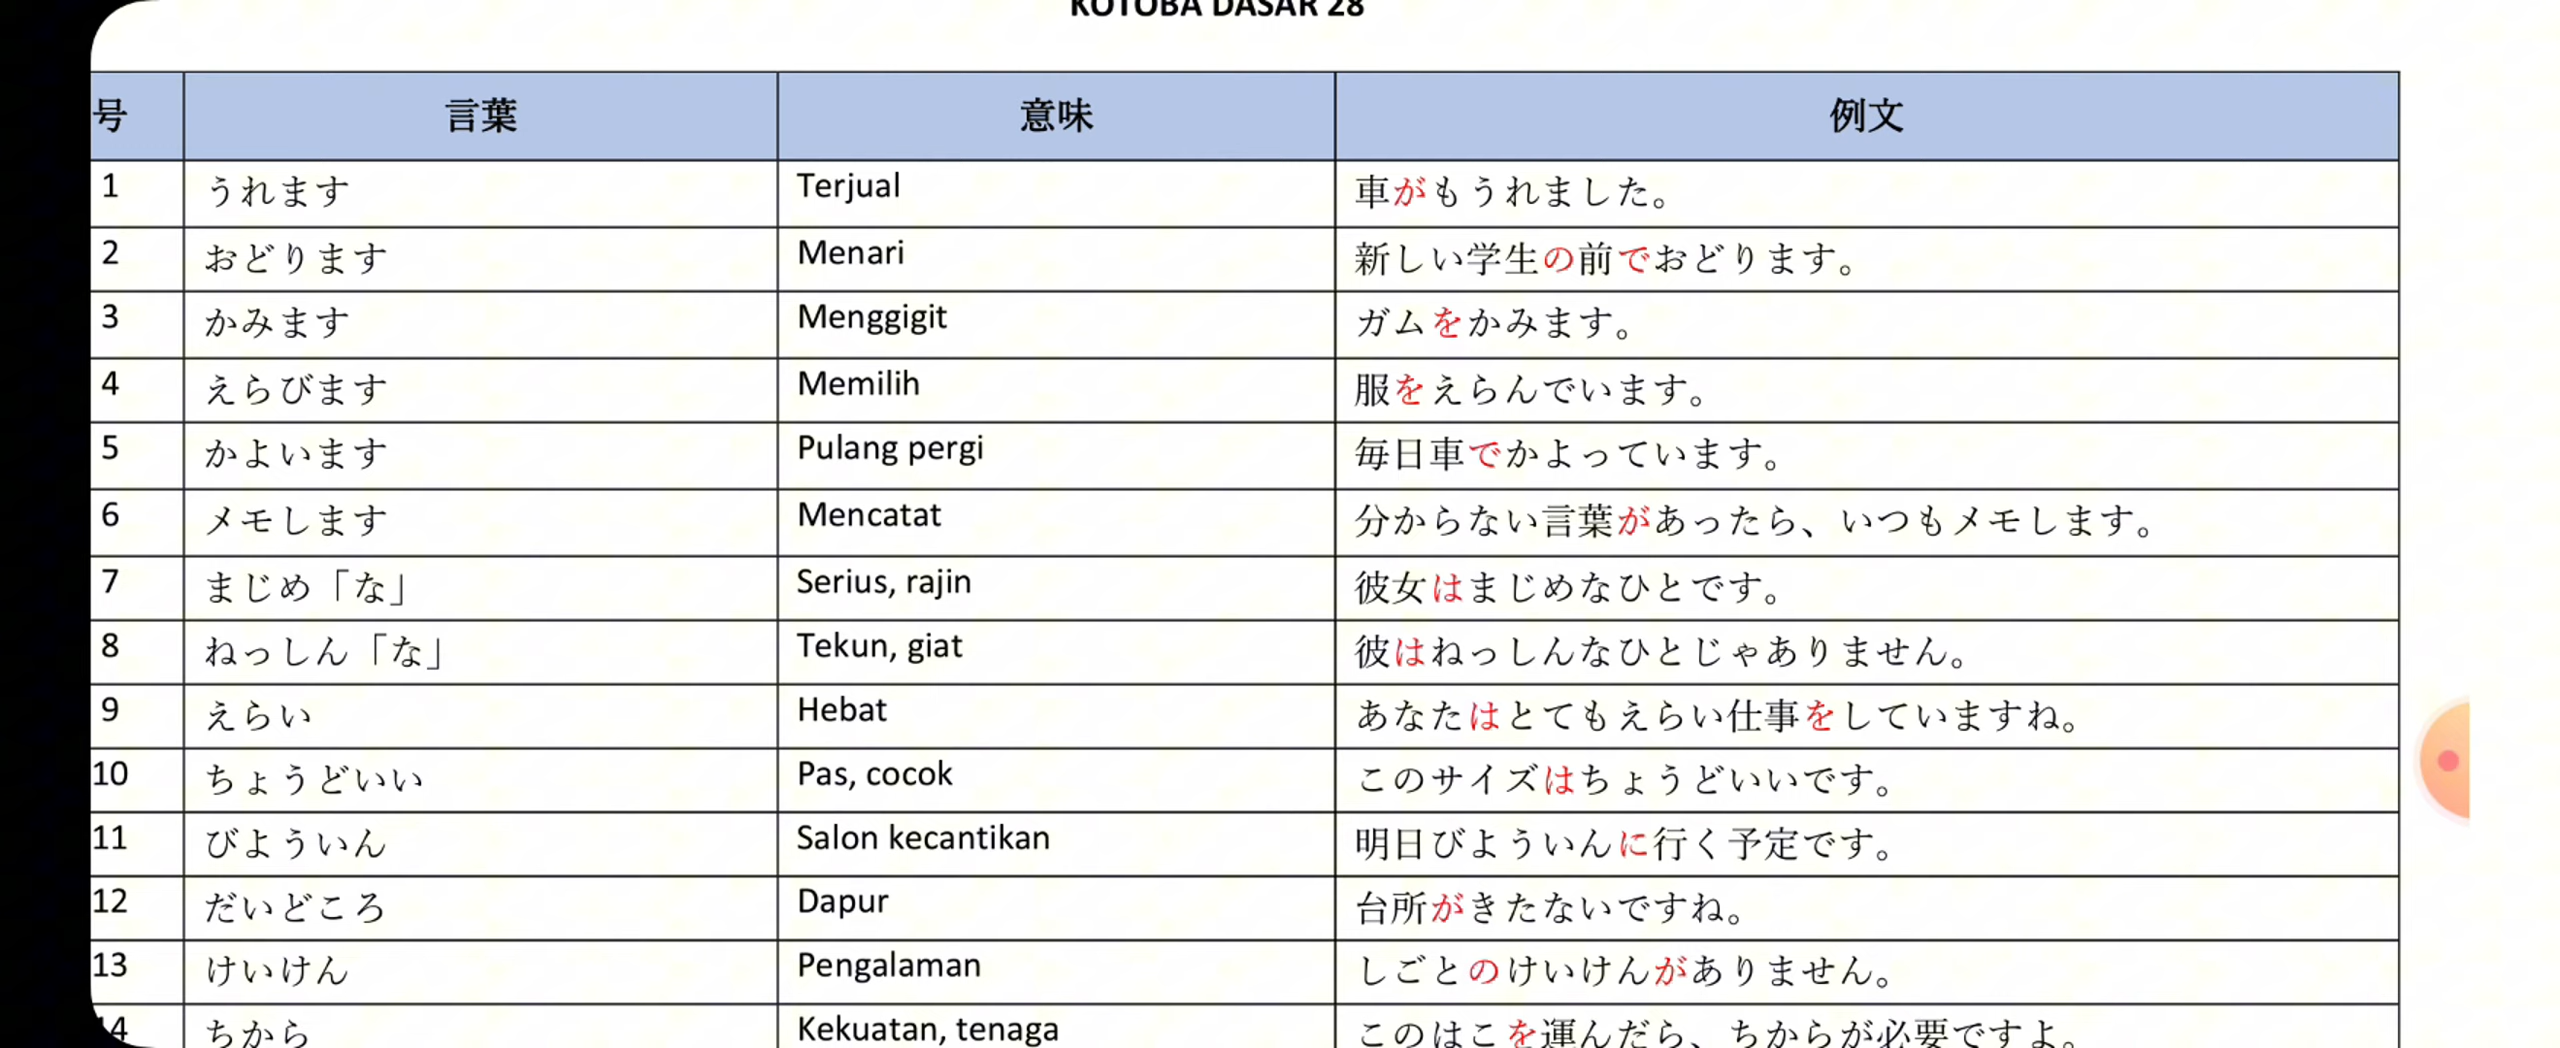 KOTOBA DASAR 28
号 言葉 意味 例文
1 うれます Terjual 車がもうれました。
2 おどります Menari 新しい学生の前でおどります。
3 かみます Menggigit ガムをかみます。
4 えらびます Memilih 服をえらんでいます。
5 かよいます Pulang pergi 毎日車でかよっています。
6 メモします Mencatat 分からない言葉があったら、いつもメモします。
7 まじめ「な」 Serius, rajin 彼女はまじめなひとです。
8 ねっしん「な」 Tekun, giat 彼はねっしんなひとじゃありません。
9 えらい Hebat あなたはとてもえらい仕事をしていますね。
10 ちょうどいい Pas, cocok このサイズはちょうどいいです。
11 びよういん Salon kecantikan 明日びよういんに行く予定です。
12 だいどころ Dapur 台所がきたないですね。
13 けいけん Pengalaman しごとのけいけんがありません。
14 ちから Kekuatan, tenaga このはこを運んだら、ちからが必要ですよ。